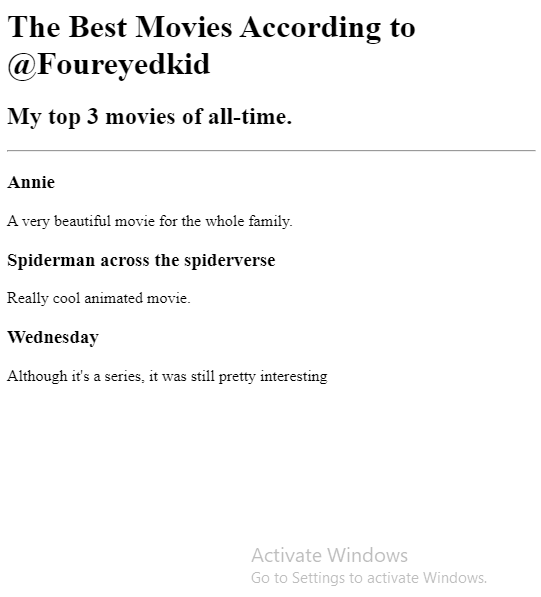 The Best Movies According to
@Foureyedkid
My top 3 movies of all-time.
Annie
A very beautiful movie for the whole family.
Spiderman across the spiderverse
Really cool animated movie.
Wednesday
Although it's a series, it was still pretty interesting
Activate Windows
Go to Settings to activate Windows.